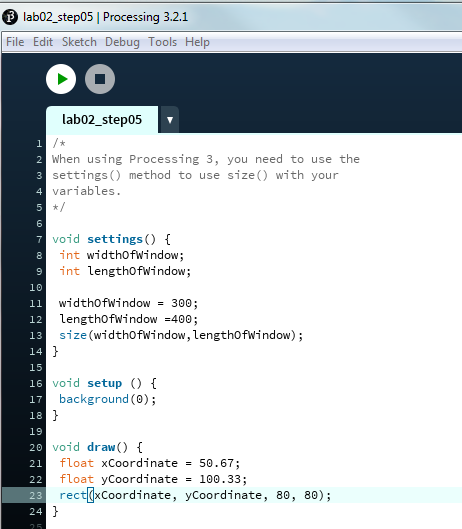 lab02_step05 | Processing 3.2.1
File Edit Sketch Debug Tools Help
lab02_step05 ▼
1 /*
2 When using Processing 3, you need to use the
3 settings() method to use size() with your
4 variables.
5 */
6
7 void settings() {
8  int widthOfWindow;
9  int lengthOfWindow;
10
11  widthOfWindow = 300;
12  lengthOfWindow =400;
13  size(widthOfWindow,lengthOfWindow);
14 }
15
16 void setup () {
17  background(0);
18 }
19
20 void draw() {
21  float xCoordinate = 50.67;
22  float yCoordinate = 100.33;
23  rect(xCoordinate, yCoordinate, 80, 80);
24 }
25